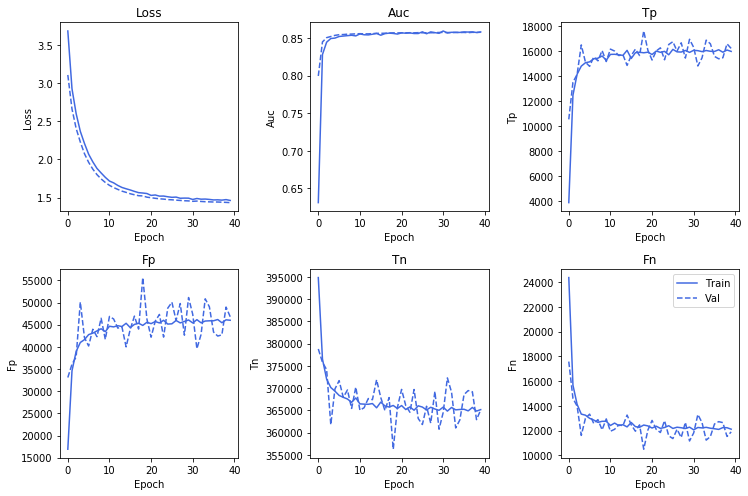 Loss
3.5
3.0
2.5
2.0
1.5
Loss
0 10 20 30 40
Epoch
Auc
0.85
0.80
0.75
0.70
0.65
Auc
0 10 20 30 40
Epoch
Tp
18000
16000
14000
12000
10000
8000
6000
4000
Tp
0 10 20 30 40
Epoch
Fp
55000
50000
45000
40000
35000
30000
25000
20000
15000
Fp
0 10 20 30 40
Epoch
Tn
395000
390000
385000
380000
375000
370000
365000
360000
355000
Tn
0 10 20 30 40
Epoch
Fn
24000
22000
20000
18000
16000
14000
12000
10000
Fn
Train
Val
0 10 20 30 40
Epoch